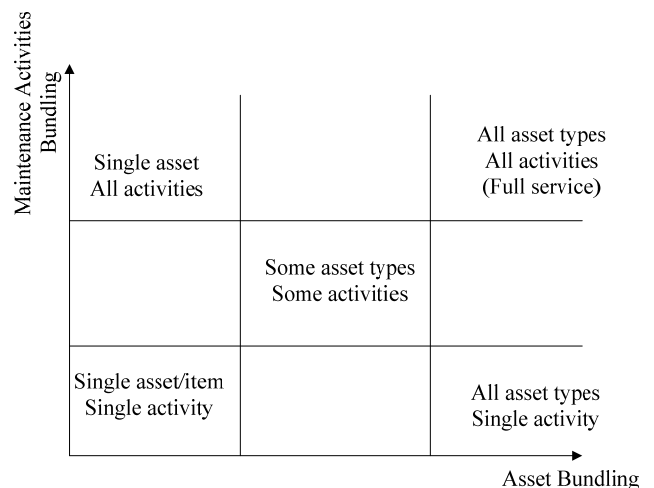 Maintenance Activities
Bundling
Single asset
All activities
All asset types
All activities
(Full service)
Some asset types
Some activities
Single asset/item
Single activity
All asset types
Single activity
Asset Bundling